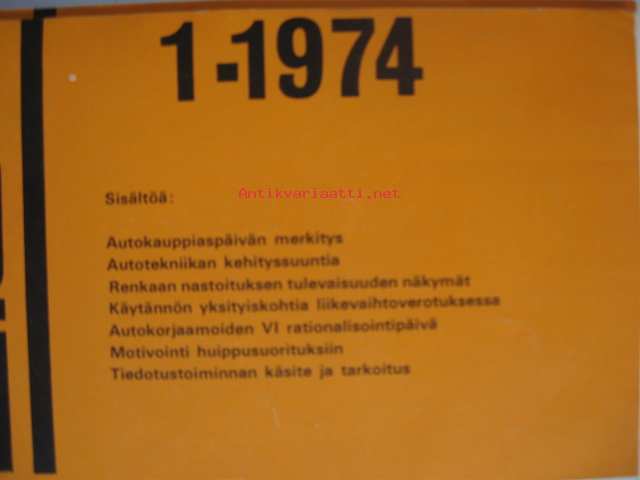 1-1974
Antikvariaatti.net
Sisältöä:
Autokauppiaspäivän merkitys
Autotekniikan kehityssuuntia
Renkaan nastoituksen tulevaisuuden näkymät
Käytännön yksityiskohtia liikevaihtoverotuksessa
Autokorjaamoiden VI rationalisointipäivä
Motivointi huippusuorituksiin
Tiedotustoiminnan käsite ja tarkoitus